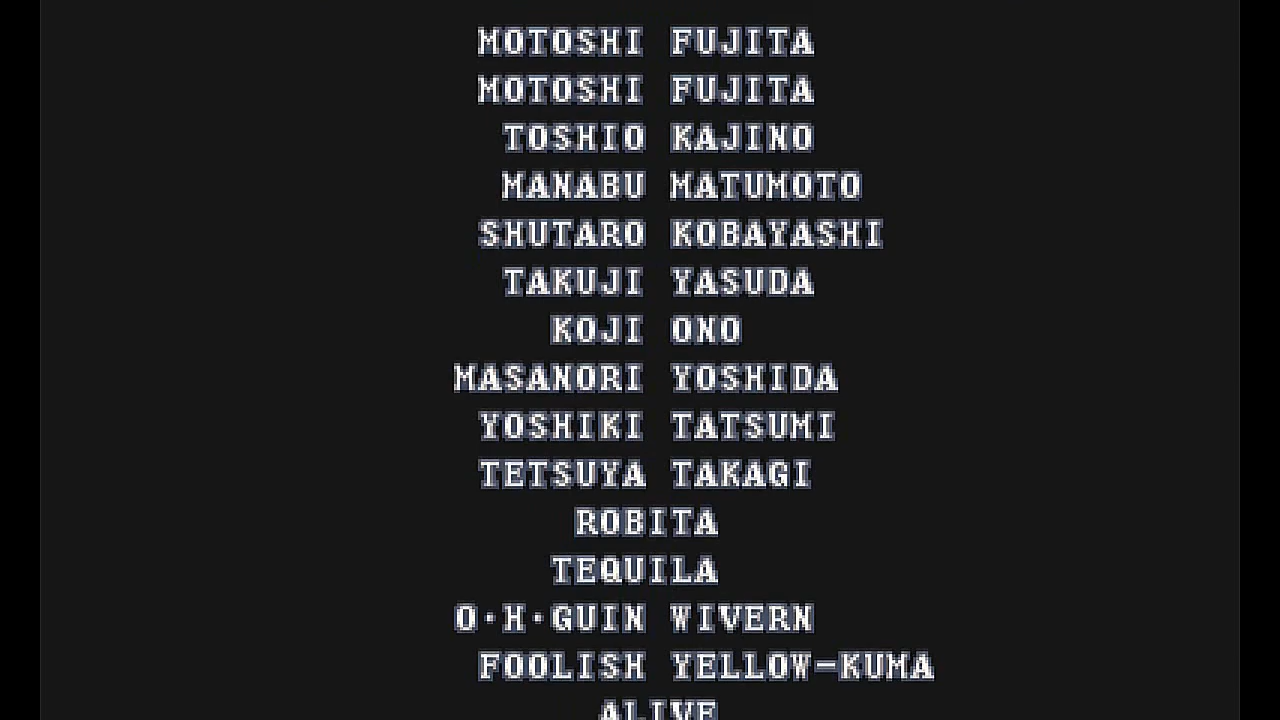 MOTOSHI FUJITA
MOTOSHI FUJITA
TOSHIO KAJINO
MANABU MATUMOTO
SHUTARO KOBAYASHI
TAKUJI YASUDA
KOJI ONO
MASANORI YOSHIDA
YOSHIKI TATSUMI
TETSUYA TAKAGI
ROBITA
TEQUILA
O·H·GUIN WIVERN
FOOLISH YELLOW-KUMA
ALIVE